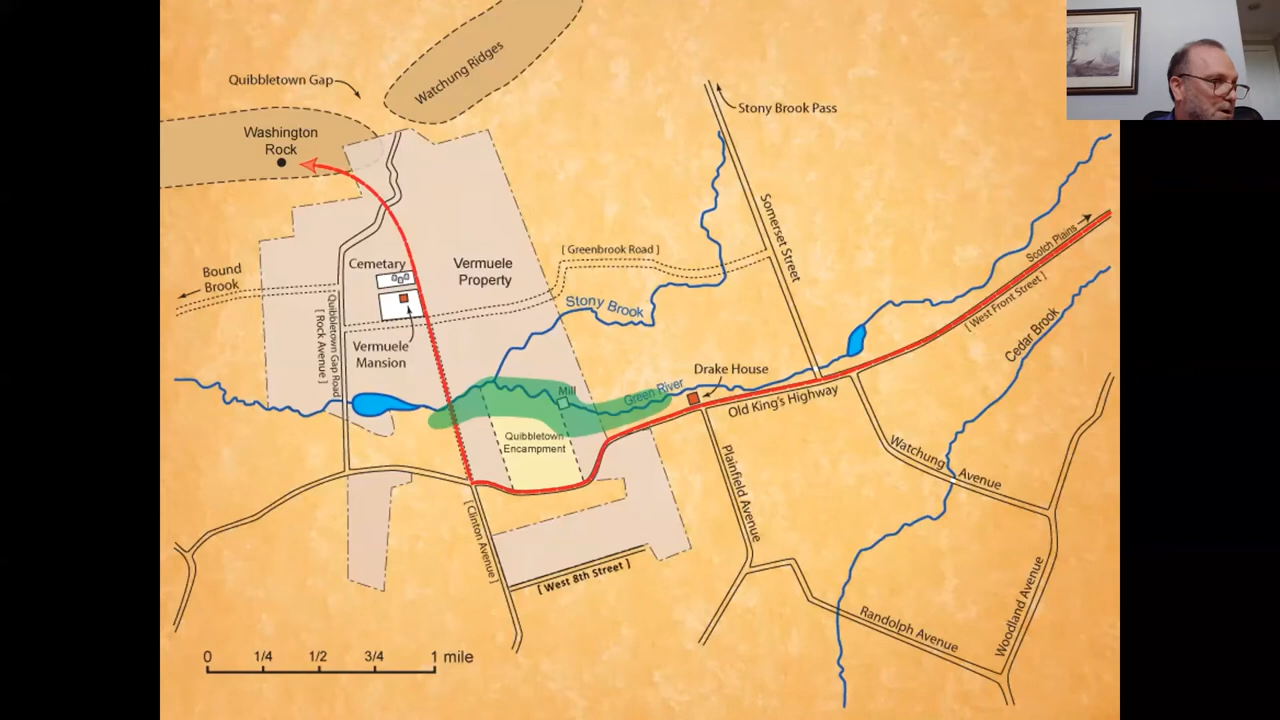 Watchung Ridges
Quibbletown Gap
Stony Brook Pass
Washington
Rock
Somerset Street
Scotch Plains
[ Greenbrook Road ]
Cemetary
Vermuele
Property
Bound
Brook
Quibbletown Gap Road
[ Rock Avenue ]
Stony Brook
[ West Front Street ]
Cedar Brook
Vermuele
Mansion
Drake House
Mill
Green River
Old King's Highway
Quibbletown
Encampment
Watchung Avenue
Plainfield Avenue
[ Clinton Avenue ]
[ West 8th Street ]
Randolph Avenue
Woodland Avenue
0 1/4 1/2 3/4 1 mile